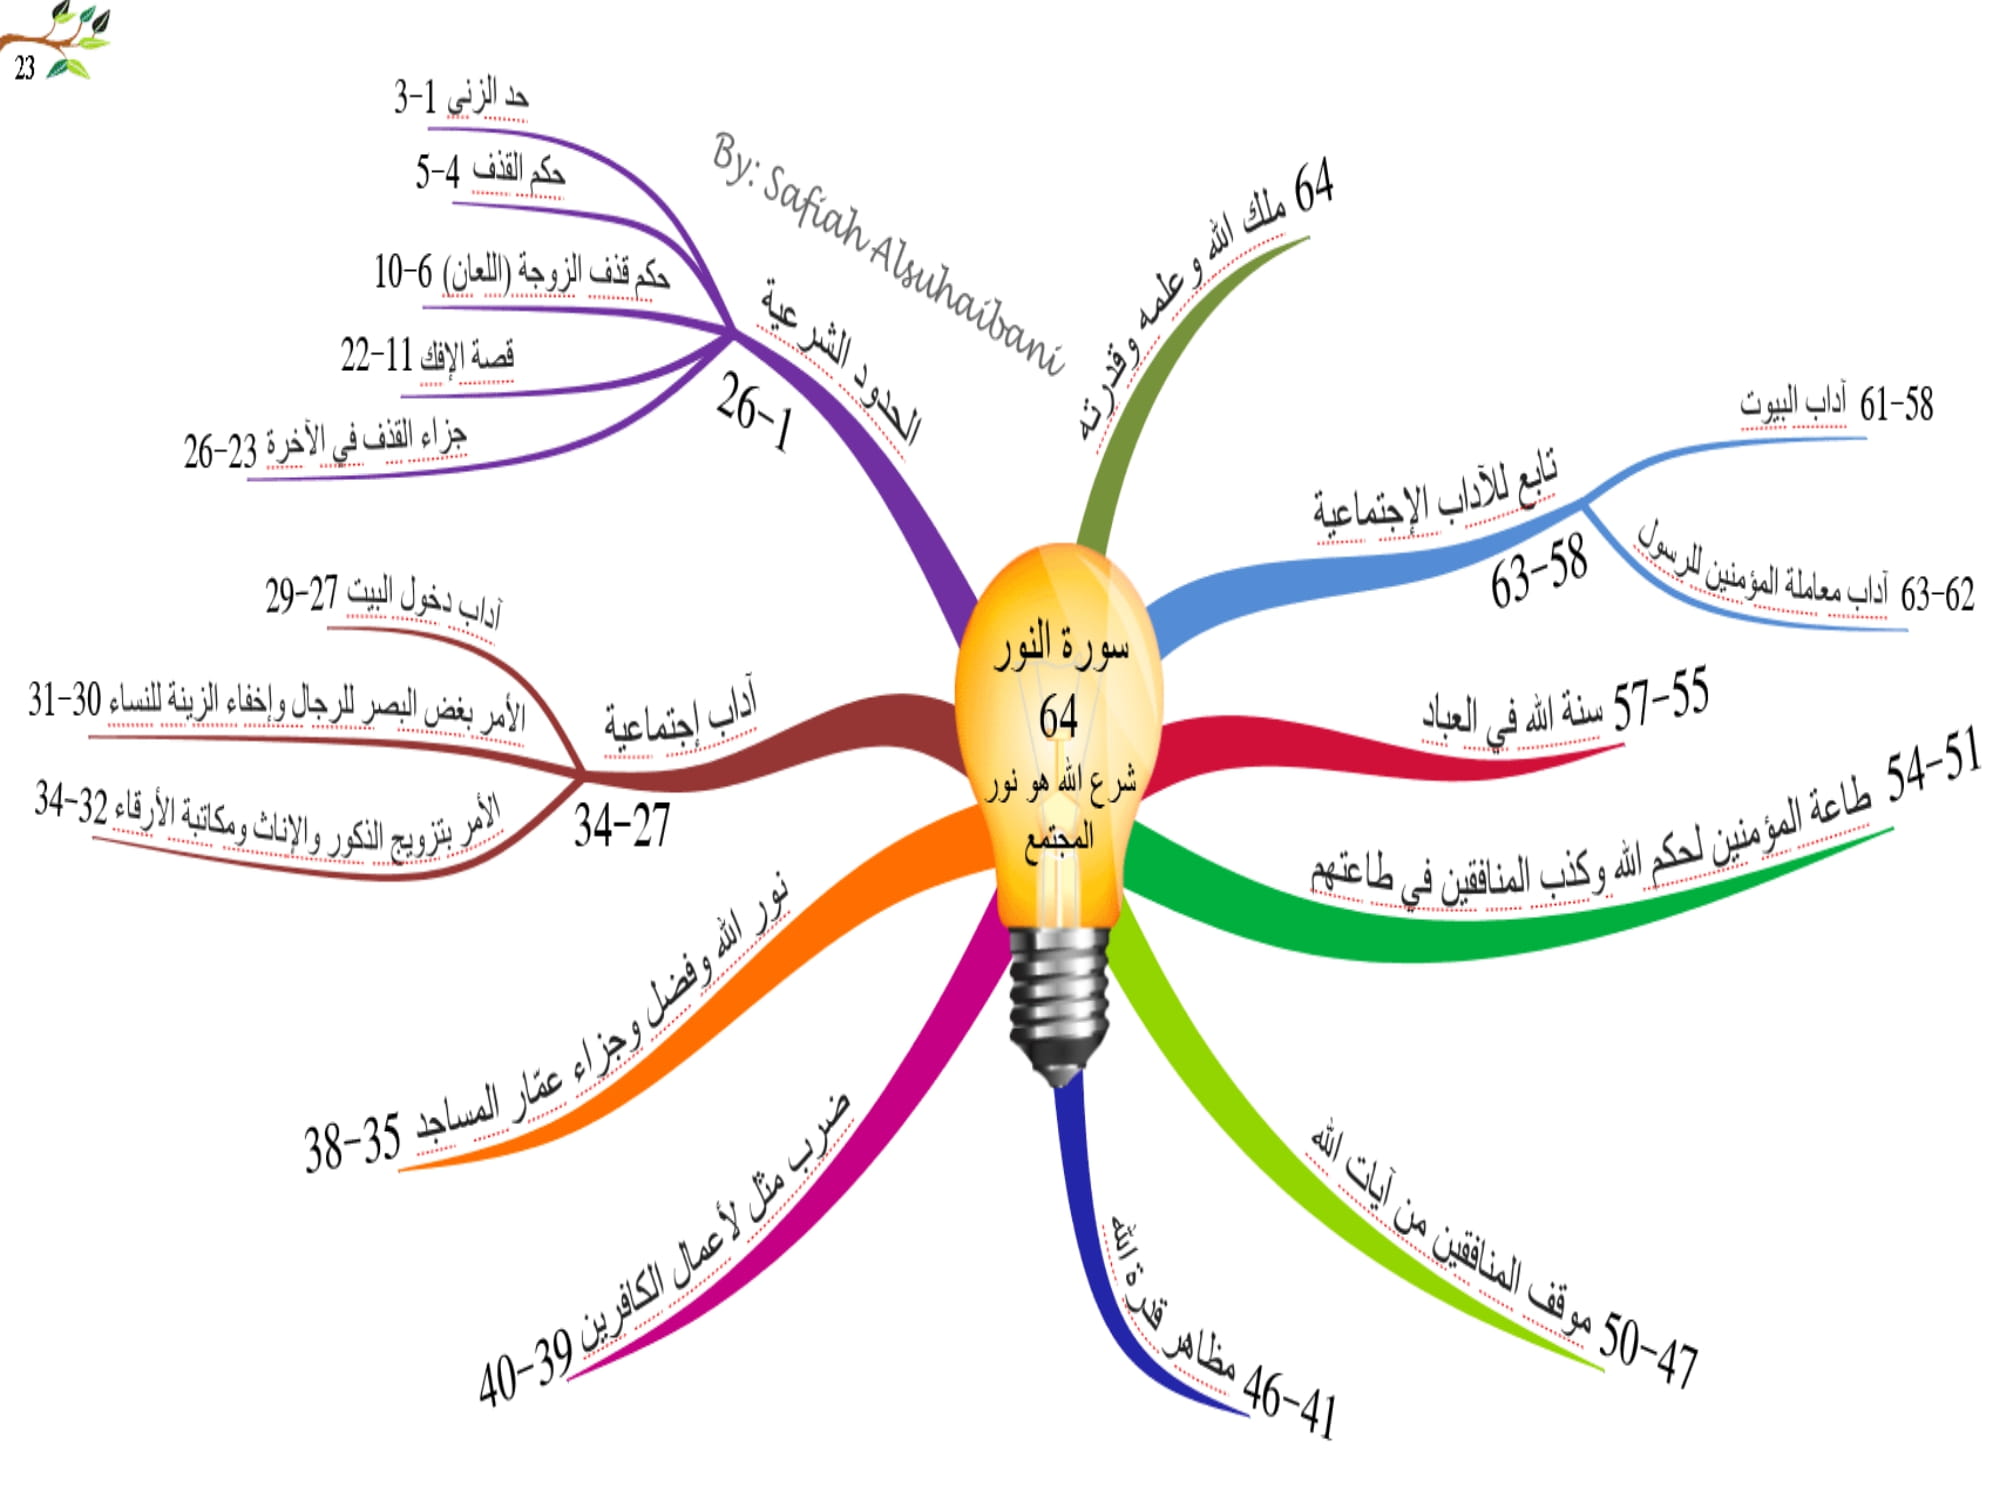 23
By: Safiah Alsuhaibani
سورة النور
64
شرع الله هو نور
المجتمع
الحدود الشرعية
26-1
حد الزنى 1-3
حكم القذف 4-5
حكم قذف الزوجة (اللعان) 6-10
قصة الإفك 11-22
جزاء القذف في الآخرة 23-26
آداب إجتماعية
34-27
آداب دخول البيت 27-29
الأمر بغض البصر للرجال وإخفاء الزينة للنساء 30-31
الأمر بتزويج الذكور والإناث ومكاتبة الأرقاء 32-34
نور الله وفضل وجزاء عمّار المساجد 35-38
ضرب مثل لأعمال الكافرين 39-40
46-41 مظاهر قدرة الله
50-47 موقف المنافقين من آيات الله
54-51 طاعة المؤمنين لحكم الله وكذب المنافقين في طاعتهم
57-55 سنة الله في العباد
تابع للآداب الإجتماعية
63-58
61-58 آداب البيوت
63-62 آداب معاملة المؤمنين للرسول
64 ملك الله وعلمه وقدرته